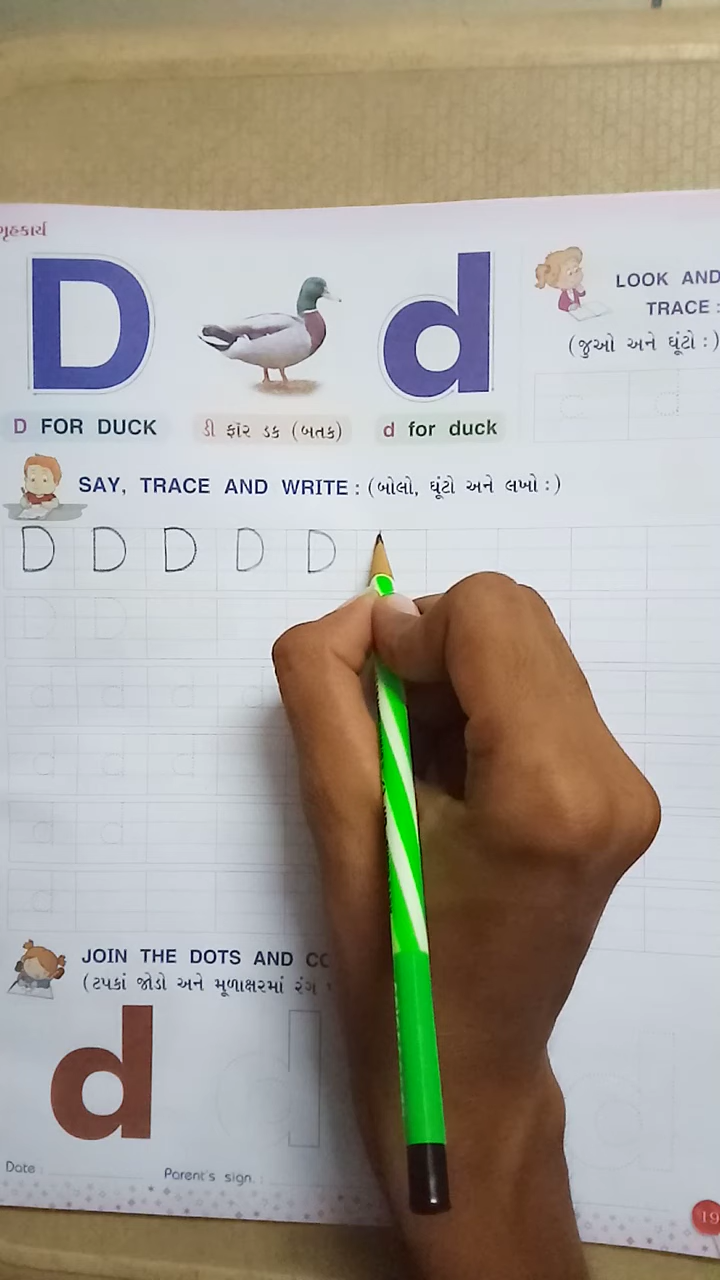 ગૃહકાર્ય
D d
LOOK AND
TRACE :
(જુઓ અને ઘૂંટો :)
D FOR DUCK
ડી ફૉર ડક (બતક)
d for duck
SAY, TRACE AND WRITE : (બોલો, ઘૂંટો અને લખો :)
D D D D D
D D
d d d d
d d d
d d
d d
JOIN THE DOTS AND CO
(ટપકાં જોડો અને મૂળાક્ષરમાં રંગ
d d d
Date :
Parent's sign. :
19